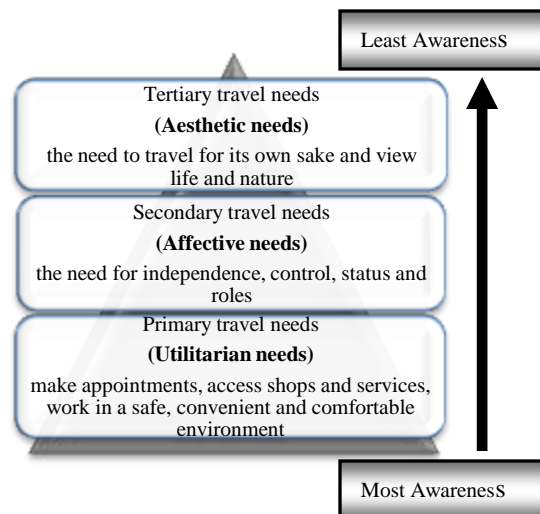 Least Awareness
Tertiary travel needs
(Aesthetic needs)
the need to travel for its own sake and view
life and nature
Secondary travel needs
(Affective needs)
the need for independence, control, status and
roles
Primary travel needs
(Utilitarian needs)
make appointments, access shops and services,
work in a safe, convenient and comfortable
environment
Most Awareness